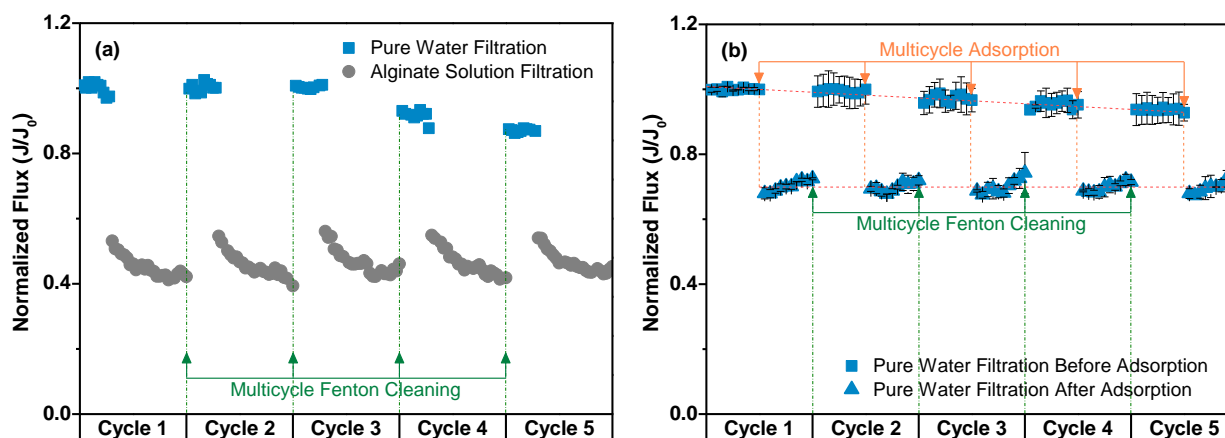 1.2
(a)
Pure Water Filtration
Alginate Solution Filtration
0.8
0.4
0.0
Normalized Flux (J/J0)
Multicycle Fenton Cleaning
Cycle 1 Cycle 2 Cycle 3 Cycle 4 Cycle 5
1.2
(b)
Multicycle Adsorption
0.8
0.4
0.0
Normalized Flux (J/J0)
Multicycle Fenton Cleaning
Pure Water Filtration Before Adsorption
Pure Water Filtration After Adsorption
Cycle 1 Cycle 2 Cycle 3 Cycle 4 Cycle 5